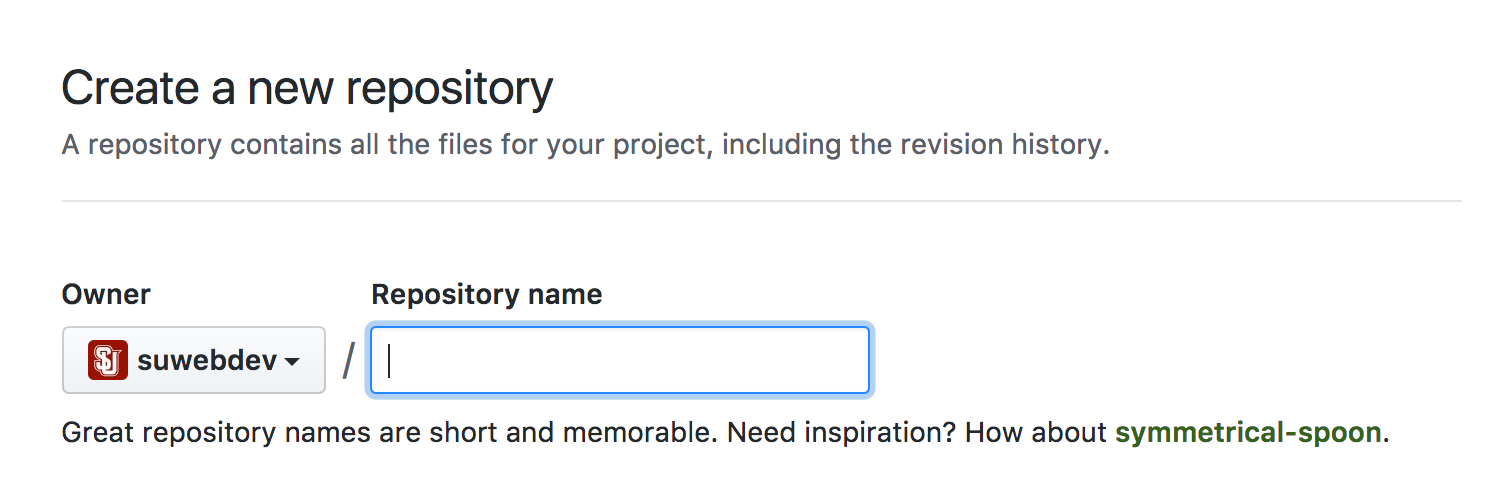 Create a new repository
A repository contains all the files for your project, including the revision history.
Owner
Repository name
SU suwebdev
/
Great repository names are short and memorable. Need inspiration? How about symmetrical-spoon.